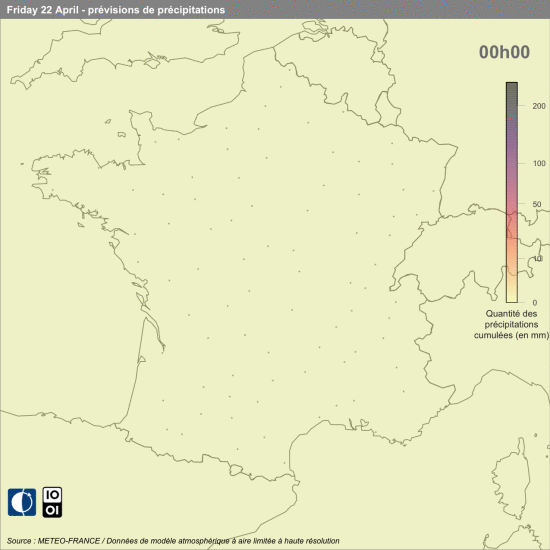 Friday 22 April - prévisions de précipitations
00h00
200
100
50
10
0
Quantité des
précipitations
cumulées (en mm)
IO
OI
Source : METEO-FRANCE / Données de modèle atmosphérique à aire limitée à haute résolution